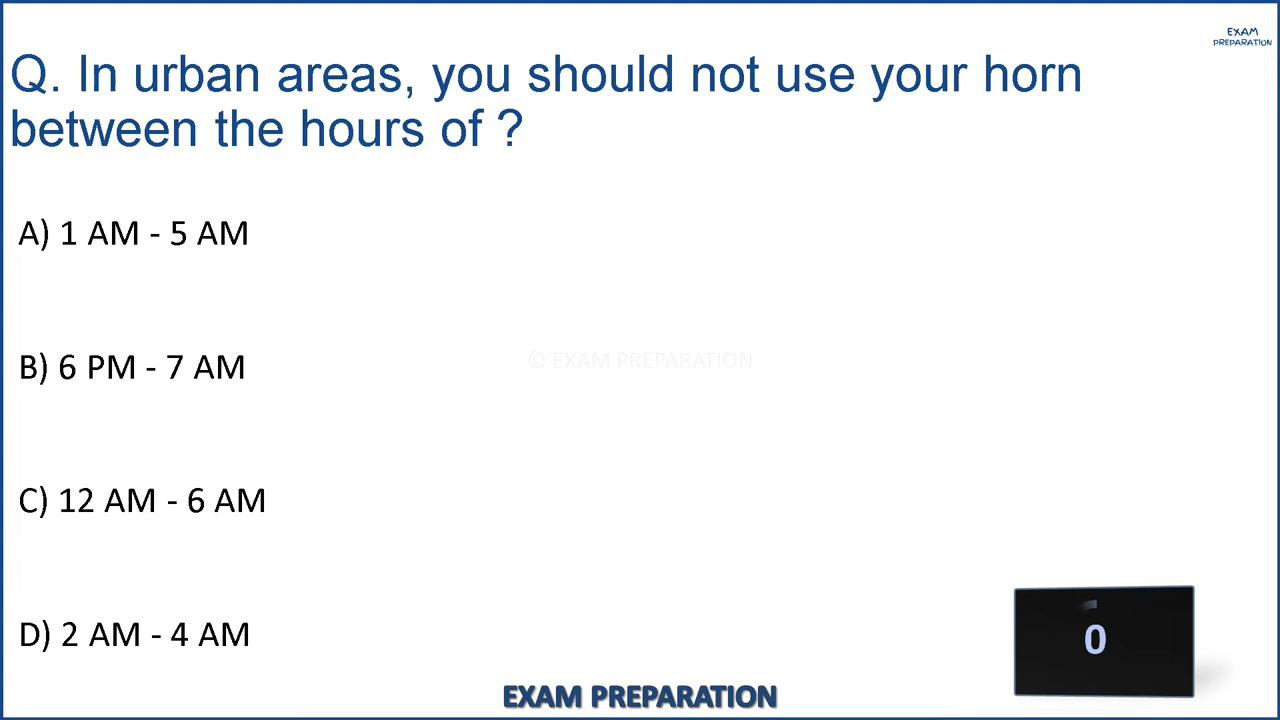 EXAM
PREPARATION
Q. In urban areas, you should not use your horn
between the hours of ?
A) 1 AM - 5 AM
B) 6 PM - 7 AM
© EXAM PREPARATION
C) 12 AM - 6 AM
D) 2 AM - 4 AM
0
EXAM PREPARATION